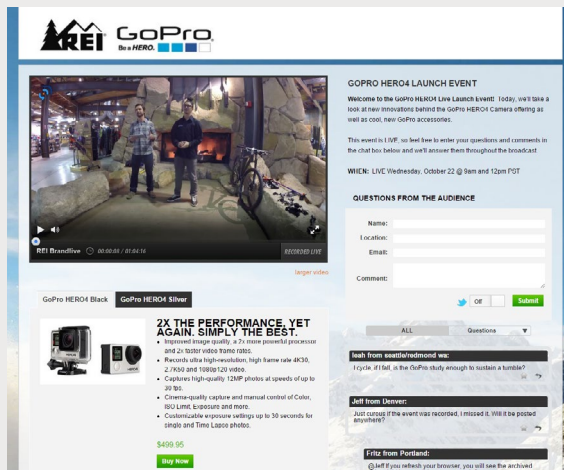 REI GoPro
Be a HERO.
GOPRO HERO4 LAUNCH EVENT
Welcome to the GoPro HERO4 Live Launch Event! Today, we'll take a
look at new innovations behind the GoPro HERO4 Camera offering as
well as cool, new GoPro accessories.
This event is LIVE, so feel free to enter your questions and comments in
the chat box below and we'll answer them throughout the broadcast.
WHEN: LIVE Wednesday, October 22 @ 9am and 12pm PST
REI Brandlive 00:00:08 / 01:04:16 RECORDED LIVE
larger video
QUESTIONS FROM THE AUDIENCE
Name:
Location:
Email:
Comment:
Off Submit
ALL Questions
leah from seattle/redmond wa:
I cycle, if I fall, is the GoPro study enough to sustain a tumble?
Jeff from Denver:
Just curous if the event was recorded, I missed it. Will it be posted
anywhere?
Fritz from Portland:
@Jeff If you refresh your browser, you will see the archived
GoPro HERO4 Black GoPro HERO4 Silver
2X THE PERFORMANCE, YET
AGAIN. SIMPLY THE BEST.
Improved image quality, a 2x more powerful processor
and 2x faster video frame rates.
Records ultra high-resolution, high frame rate 4K30,
2.7K50 and 1080p120 video.
Captures high-quality 12MP photos at speeds of up to
30 fps.
Cinema-quality capture and manual control of Color,
ISO Limit, Exposure and more.
Customizable exposure settings up to 30 seconds for
single and Time Lapse photos.
$499.95
Buy Now